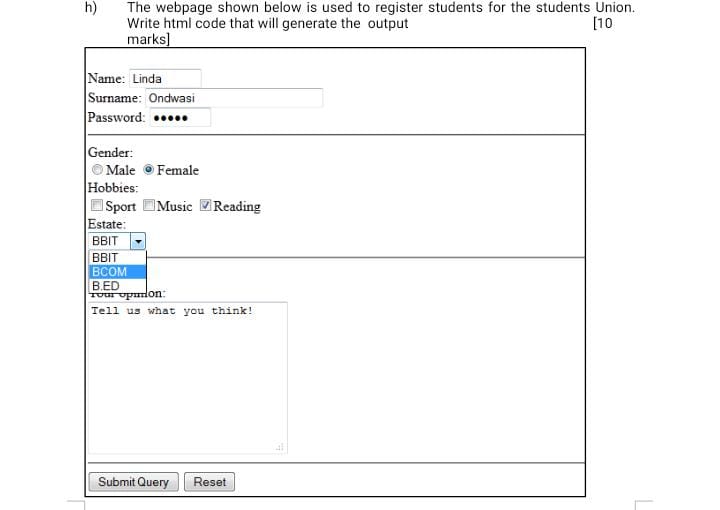 h) The webpage shown below is used to register students for the students Union.
Write html code that will generate the output [10
marks]
Name: Linda
Surname: Ondwasi
Password: •••••
Gender:
Male Female
Hobbies:
Sport Music Reading
Estate:
BBIT
BBIT
BCOM
B.ED
Your opinion:
Tell us what you think!
Submit Query Reset